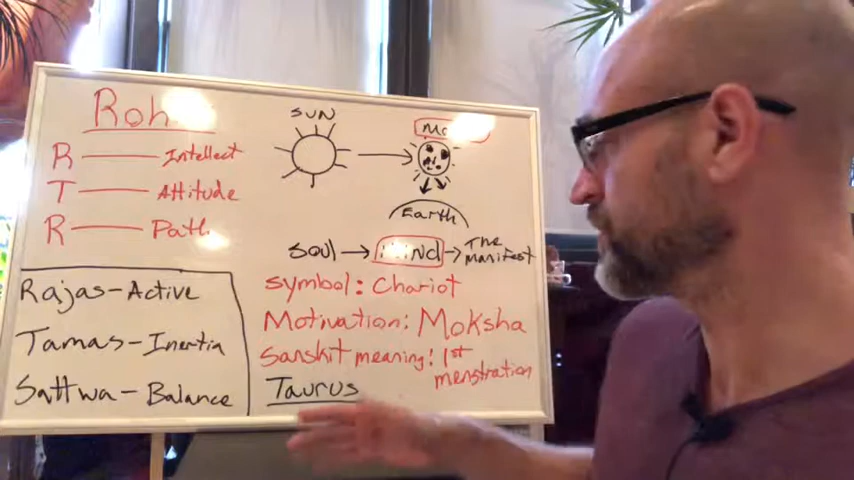 Roh
R — Intellect
T — Attitude
R — Path
Rajas - Active
Tamas - Inertia
Sattwa - Balance
SUN
Earth
Soul → mind → The Manifest
symbol: Chariot
Motivation: Moksha
Sanskit meaning: 1st menstration
Taurus